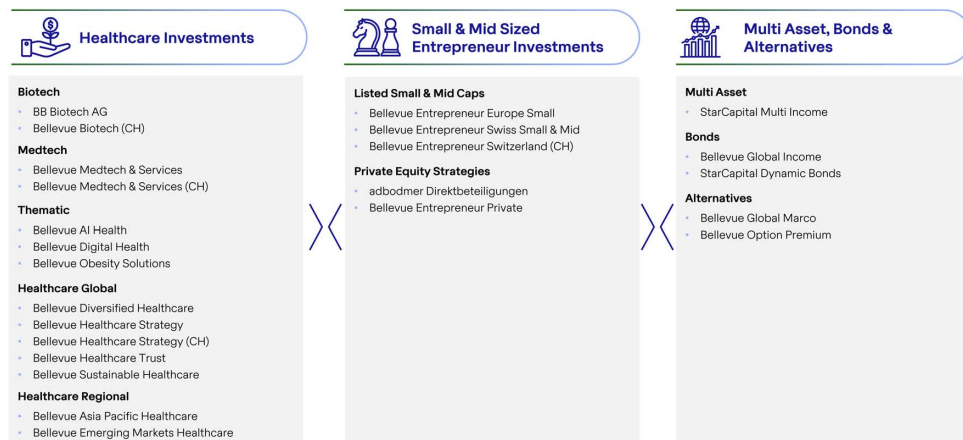 Healthcare Investments
Biotech
BB Biotech AG
Bellevue Biotech (CH)
Medtech
Bellevue Medtech & Services
Bellevue Medtech & Services (CH)
Thematic
Bellevue AI Health
Bellevue Digital Health
Bellevue Obesity Solutions
Healthcare Global
Bellevue Diversified Healthcare
Bellevue Healthcare Strategy
Bellevue Healthcare Strategy (CH)
Bellevue Healthcare Trust
Bellevue Sustainable Healthcare
Healthcare Regional
Bellevue Asia Pacific Healthcare
Bellevue Emerging Markets Healthcare
Small & Mid Sized
Entrepreneur Investments
Listed Small & Mid Caps
Bellevue Entrepreneur Europe Small
Bellevue Entrepreneur Swiss Small & Mid
Bellevue Entrepreneur Switzerland (CH)
Private Equity Strategies
adbodmer Direktbeteiligungen
Bellevue Entrepreneur Private
Multi Asset, Bonds &
Alternatives
Multi Asset
StarCapital Multi Income
Bonds
Bellevue Global Income
StarCapital Dynamic Bonds
Alternatives
Bellevue Global Marco
Bellevue Option Premium